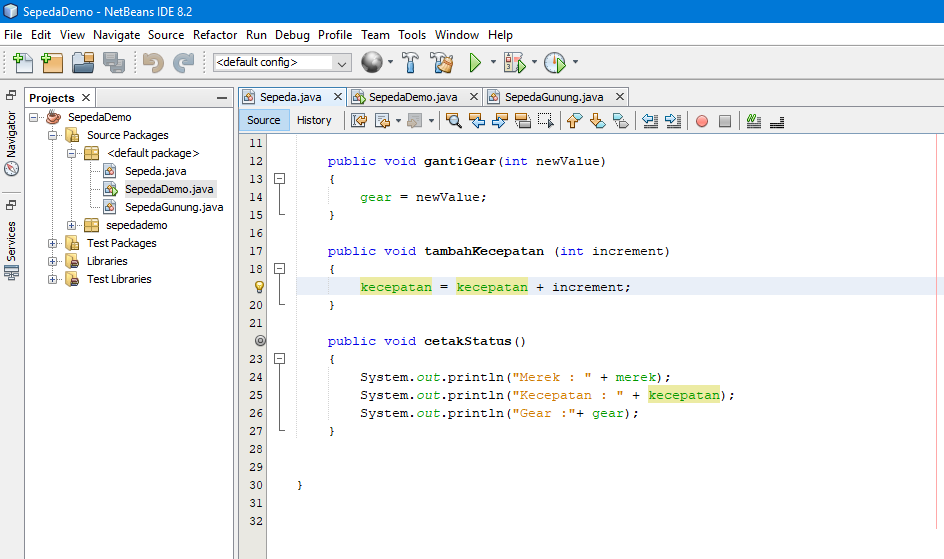 SepedaDemo - NetBeans IDE 8.2
File Edit View Navigate Source Refactor Run Debug Profile Team Tools Window Help
<default config>
Navigator
Services
Projects
SepedaDemo
Source Packages
<default package>
Sepeda.java
SepedaDemo.java
SepedaGunung.java
sepedademo
Test Packages
Libraries
Test Libraries
Sepeda.java SepedaDemo.java SepedaGunung.java
Source History
11
12 public void gantiGear(int newValue)
13 {
14 gear = newValue;
15 }
16
17 public void tambahKecepatan (int increment)
18 {
kecepatan = kecepatan + increment;
20 }
21
public void cetakStatus()
23 {
24 System.out.println("Merek : " + merek);
25 System.out.println("Kecepatan : " + kecepatan);
26 System.out.println("Gear :"+ gear);
27 }
28
29
30 }
31
32